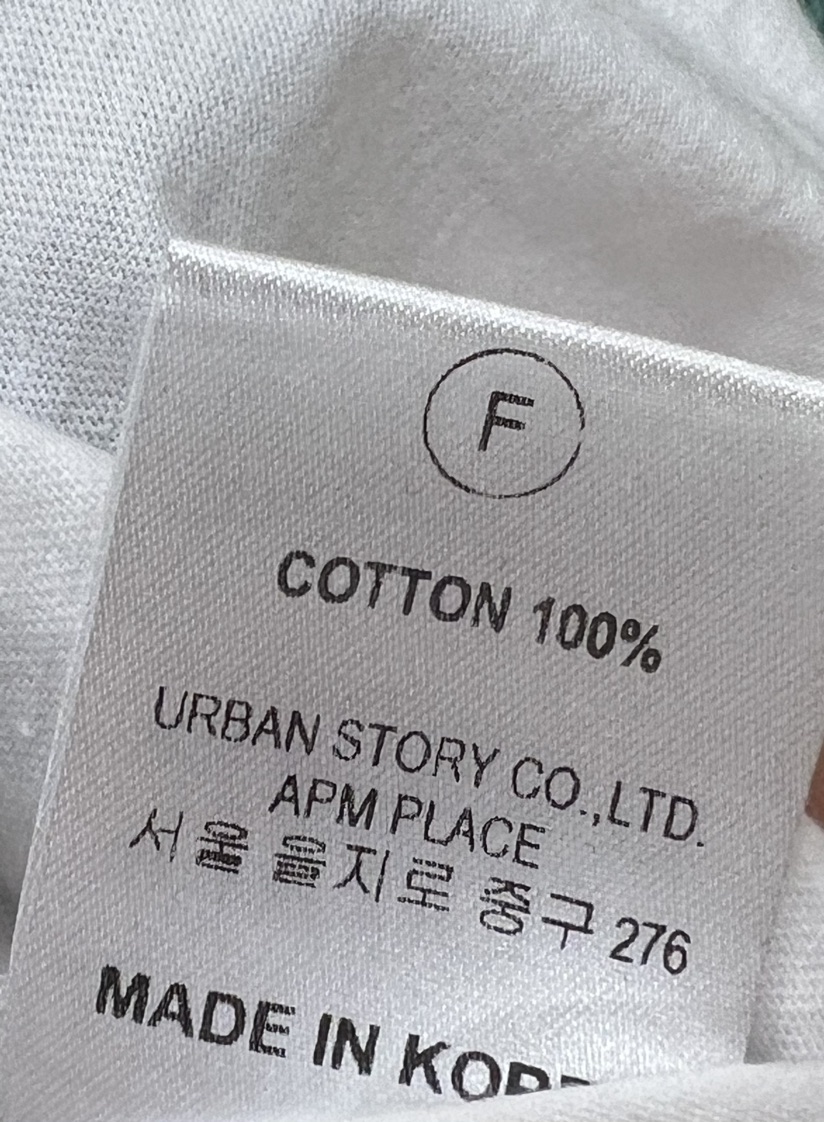 F
COTTON 100%
URBAN STORY CO.,LTD.
APM PLACE
서울 을지로 중구 276
MADE IN